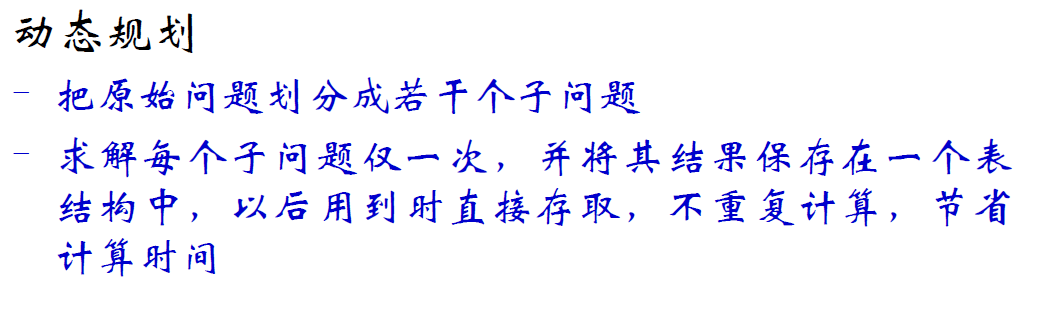 动态规划
– 把原始问题划分成若干个子问题
– 求解每个子问题仅一次，并将其结果保存在一个表
结构中，以后用到时直接存取，不重复计算，节省
计算时间